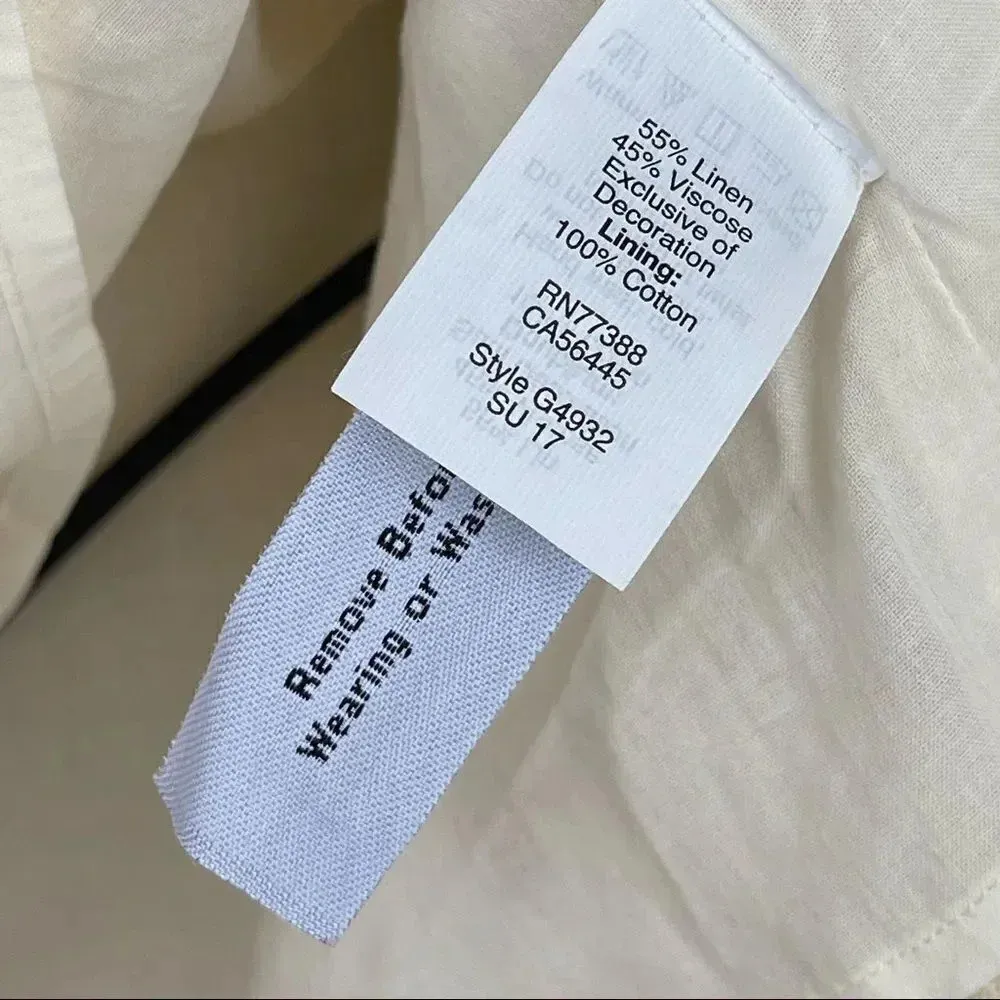 55% Linen
45% Viscose
Exclusive of
Decoration
Lining:
100% Cotton
RN77388
CA56445
Style G4932
SU 17
Remove Befo
Wearing or Was